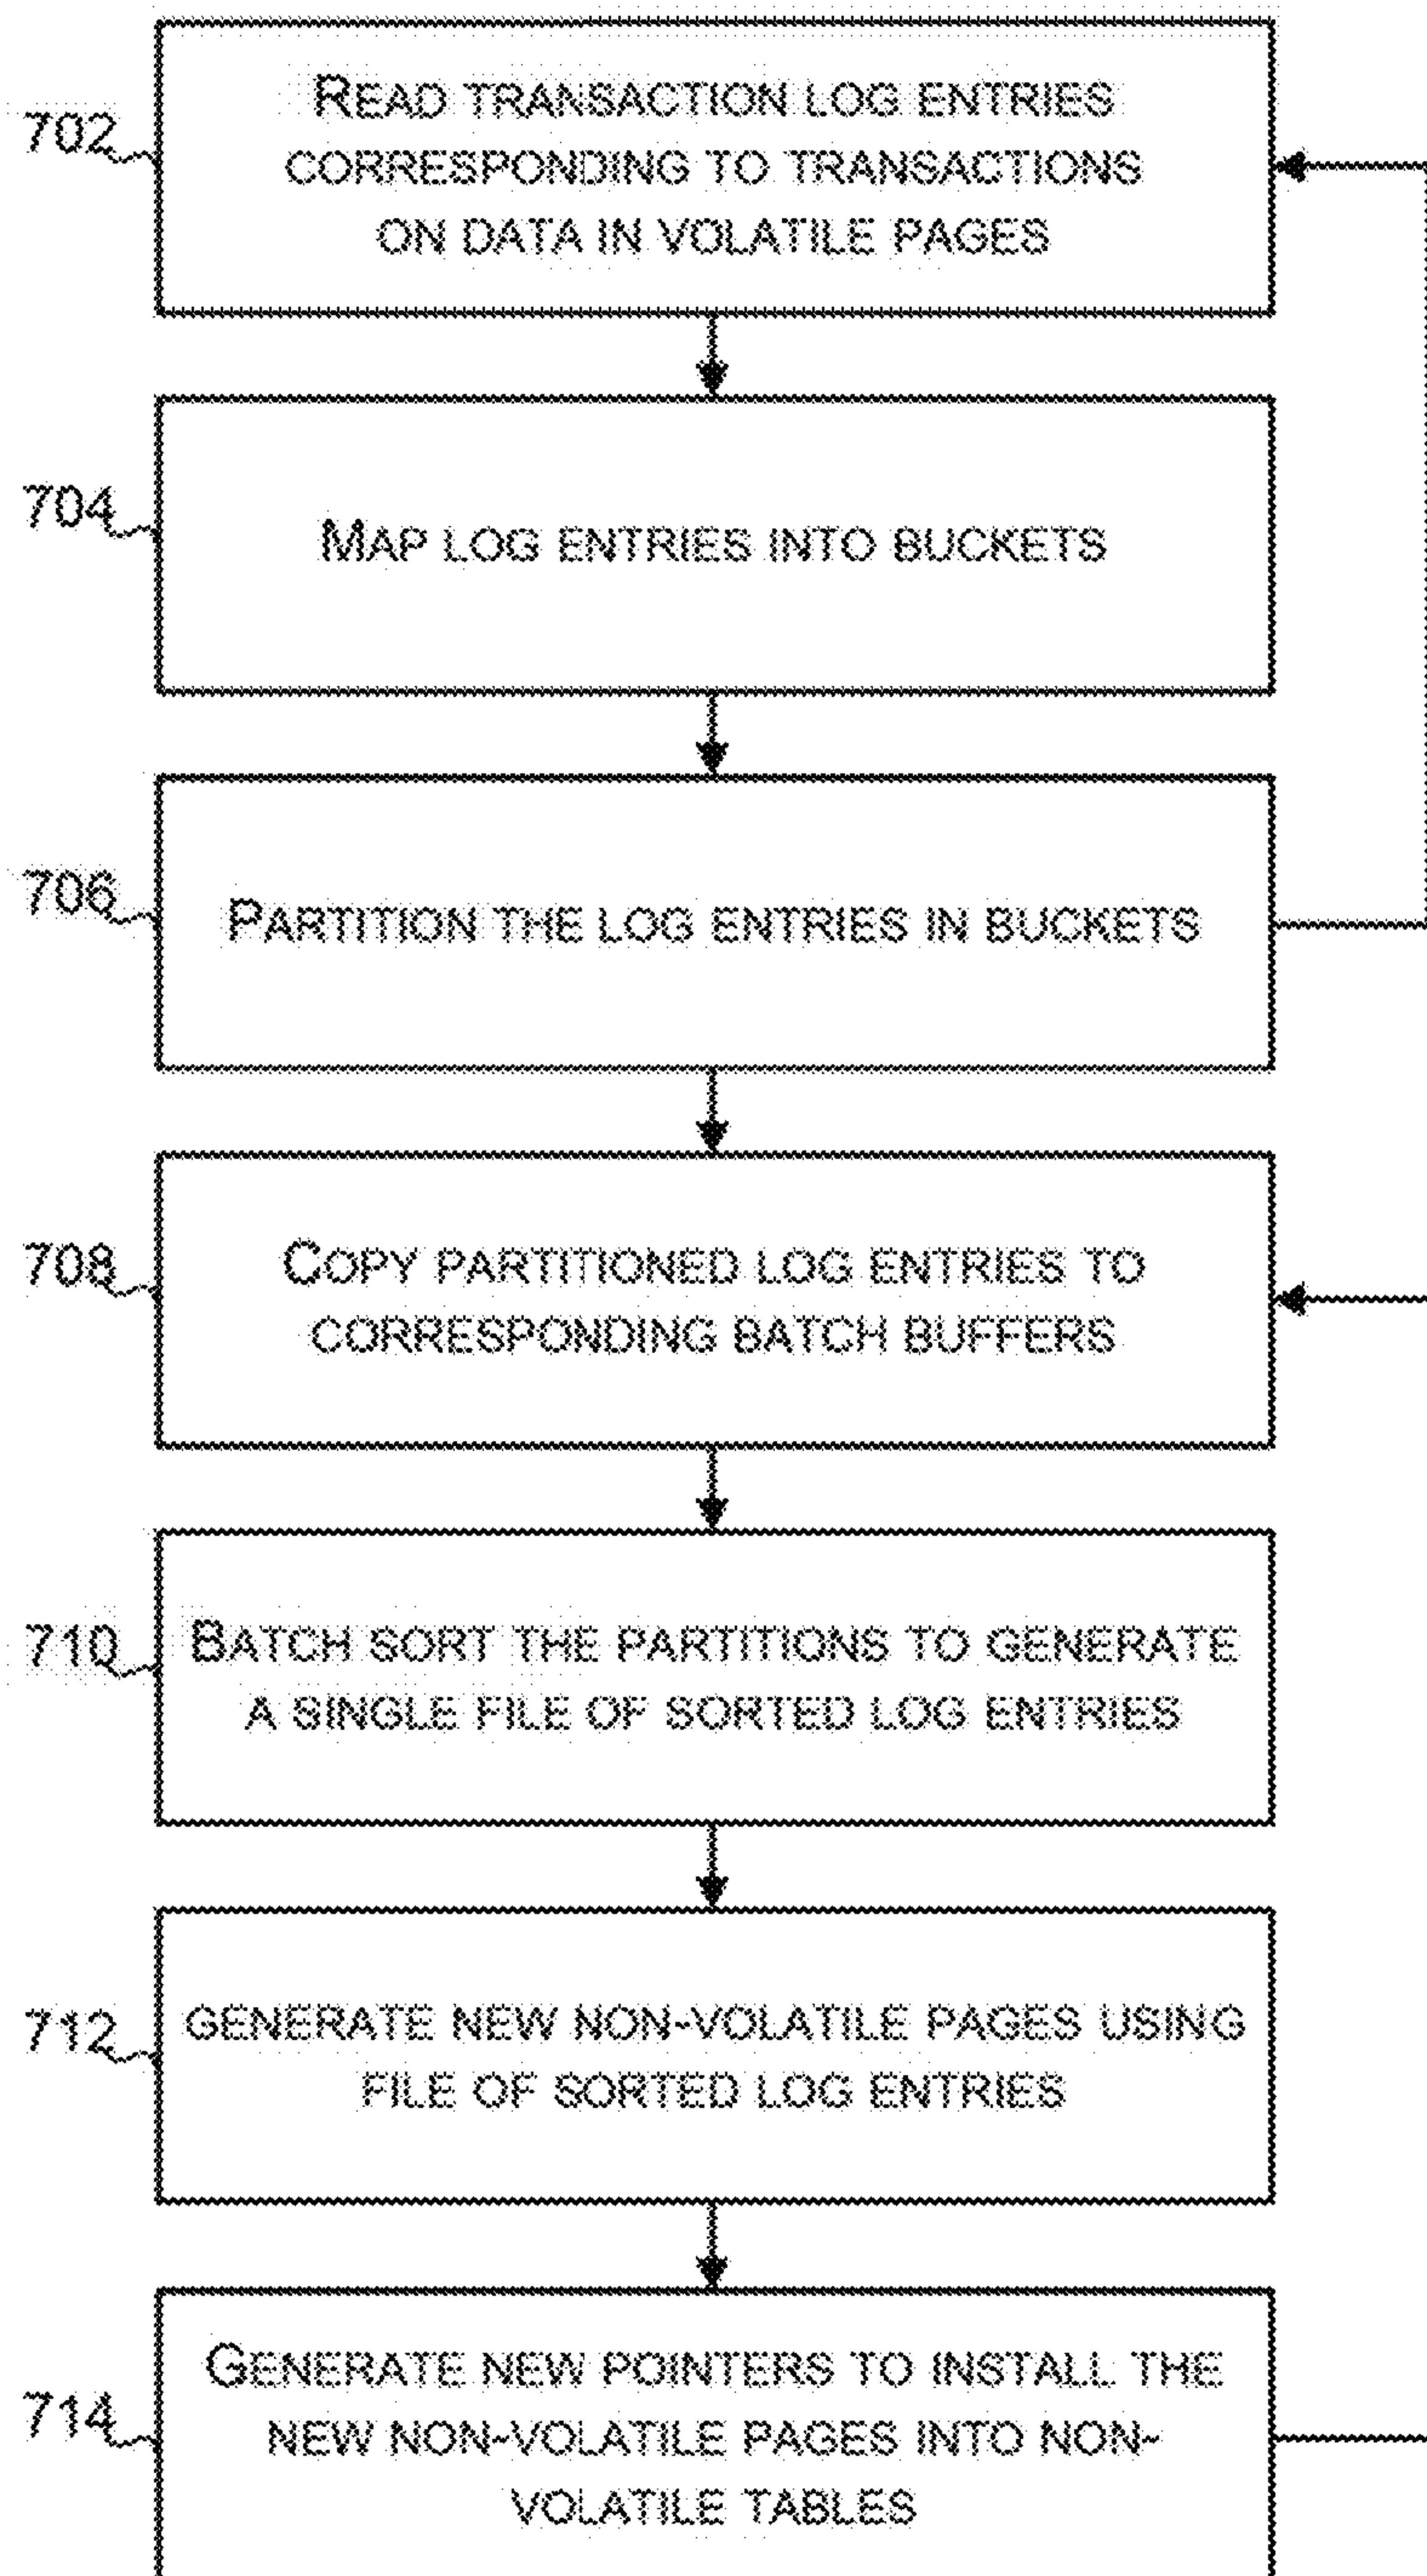 702
READ TRANSACTION LOG ENTRIES
CORRESPONDING TO TRANSACTIONS
ON DATA IN VOLATILE PAGES
704
MAP LOG ENTRIES INTO BUCKETS
706
PARTITION THE LOG ENTRIES IN BUCKETS
708
COPY PARTITIONED LOG ENTRIES TO
CORRESPONDING BATCH BUFFERS
710
BATCH SORT THE PARTITIONS TO GENERATE
A SINGLE FILE OF SORTED LOG ENTRIES
712
GENERATE NEW NON-VOLATILE PAGES USING
FILE OF SORTED LOG ENTRIES
714
GENERATE NEW POINTERS TO INSTALL THE
NEW NON-VOLATILE PAGES INTO NON-
VOLATILE TABLES